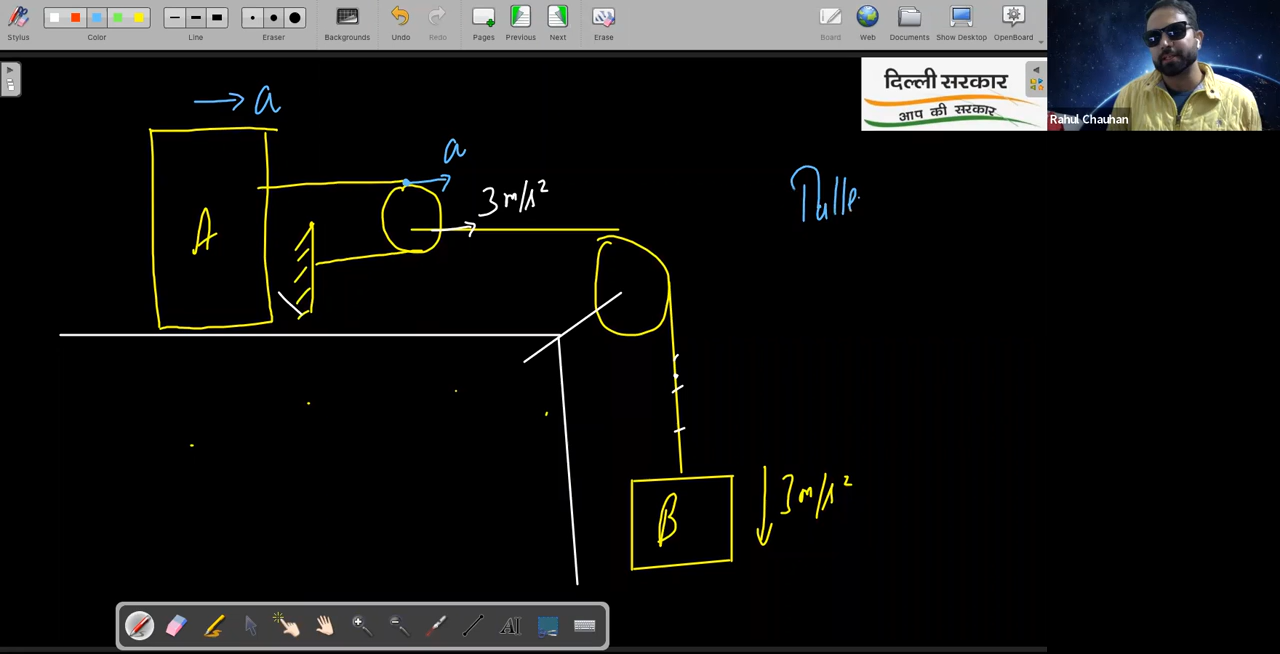 Stylus
Color
Line
Eraser
Backgrounds
Undo
Redo
Pages
Previous
Next
Erase
Board
Web
Documents
Show Desktop
OpenBoard
दिल्ली सरकार
आप की सरकार
Rahul Chauhan
→ a
a
3 m/s²
Pulle
A
B
3 m/s²
AI